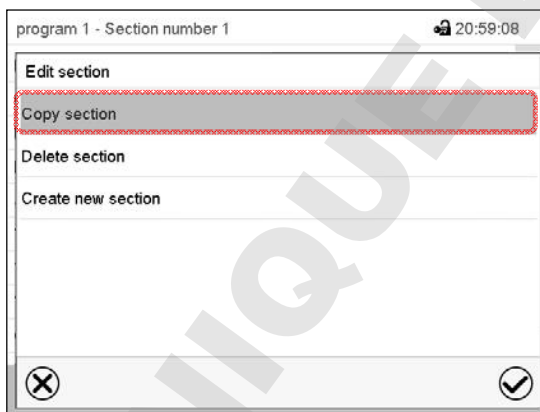 program 1 - Section number 1 20:59:08
Edit section
Copy section
Delete section
Create new section